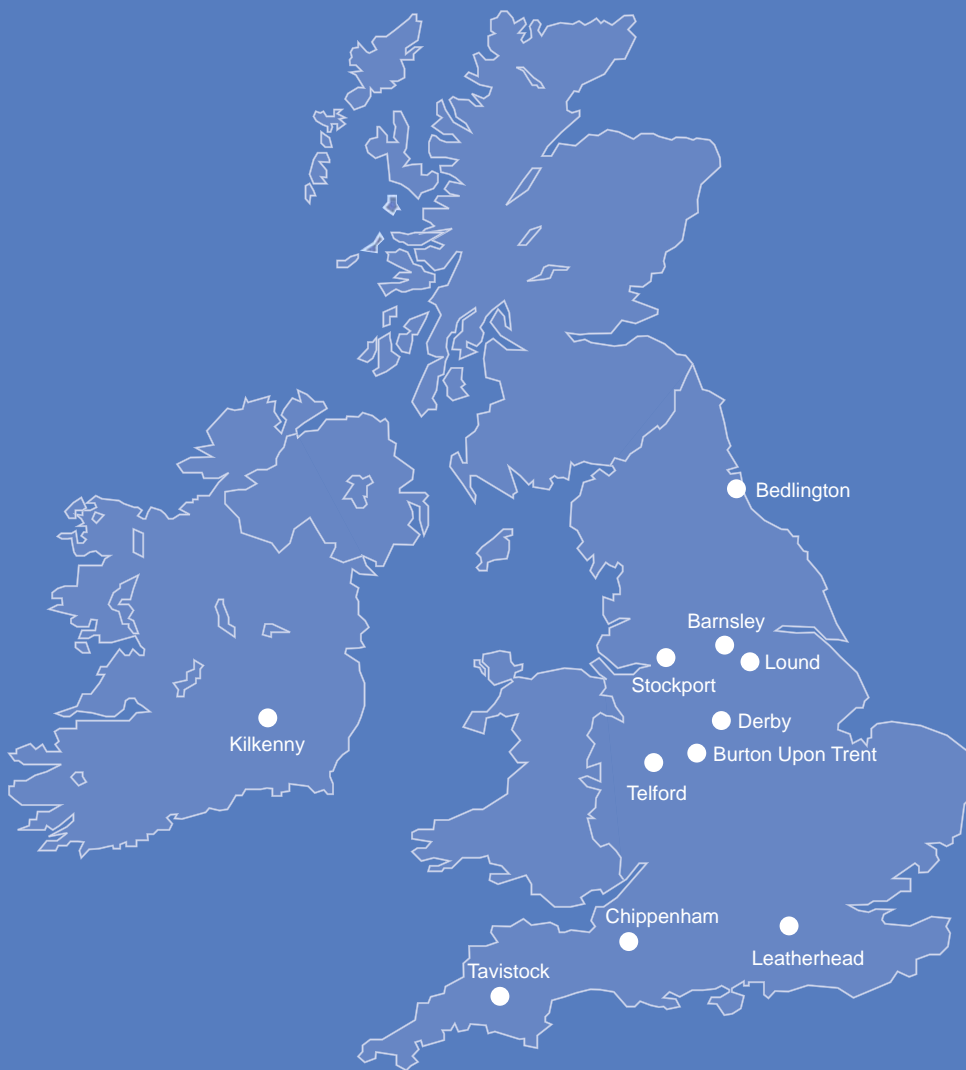 Bedlington
Barnsley
Lound
Stockport
Derby
Kilkenny
Burton Upon Trent
Telford
Chippenham
Leatherhead
Tavistock